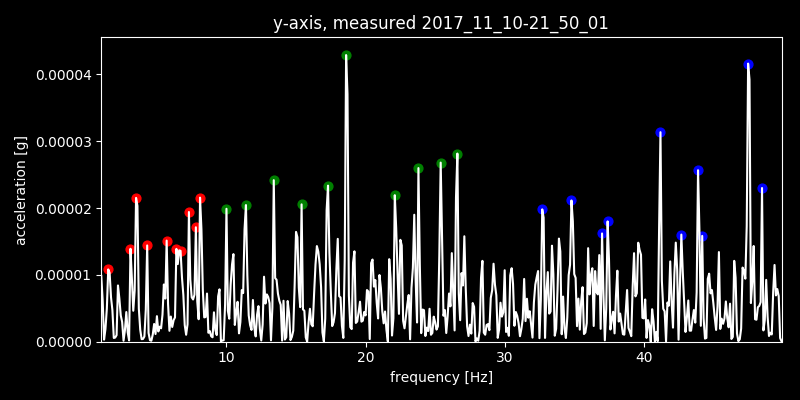 y-axis, measured 2017_11_10-21_50_01
0.00004
0.00003
0.00002
0.00001
0.00000
acceleration [g]
10 20 30 40
frequency [Hz]